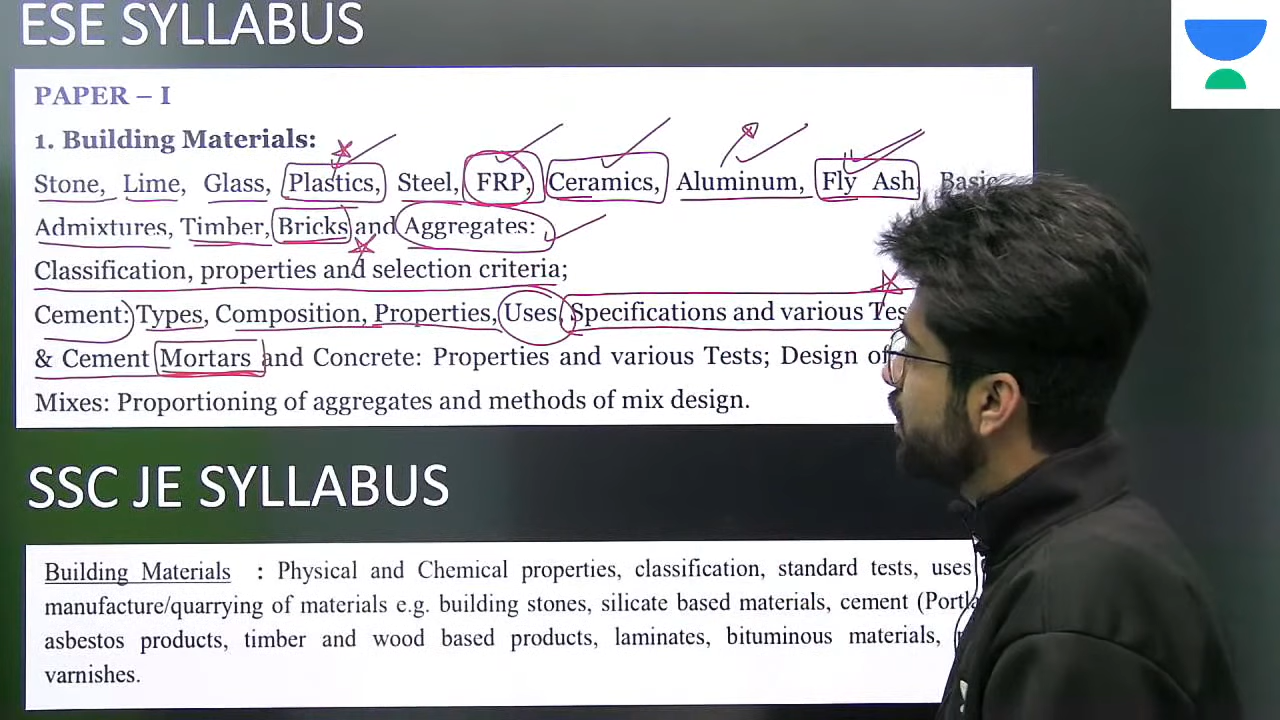 ESE SYLLABUS
PAPER – I
1. Building Materials:
Stone, Lime, Glass, Plastics, Steel, FRP, Ceramics, Aluminum, Fly Ash, Basic
Admixtures, Timber, Bricks and Aggregates:
Classification, properties and selection criteria;
Cement: Types, Composition, Properties, Uses, Specifications and various
& Cement Mortars and Concrete: Properties and various Tests; Design of
Mixes: Proportioning of aggregates and methods of mix design.
SSC JE SYLLABUS
Building Materials : Physical and Chemical properties, classification, standard tests, uses
manufacture/quarrying of materials e.g. building stones, silicate based materials, cement
asbestos products, timber and wood based products, laminates, bituminous materials,
varnishes.